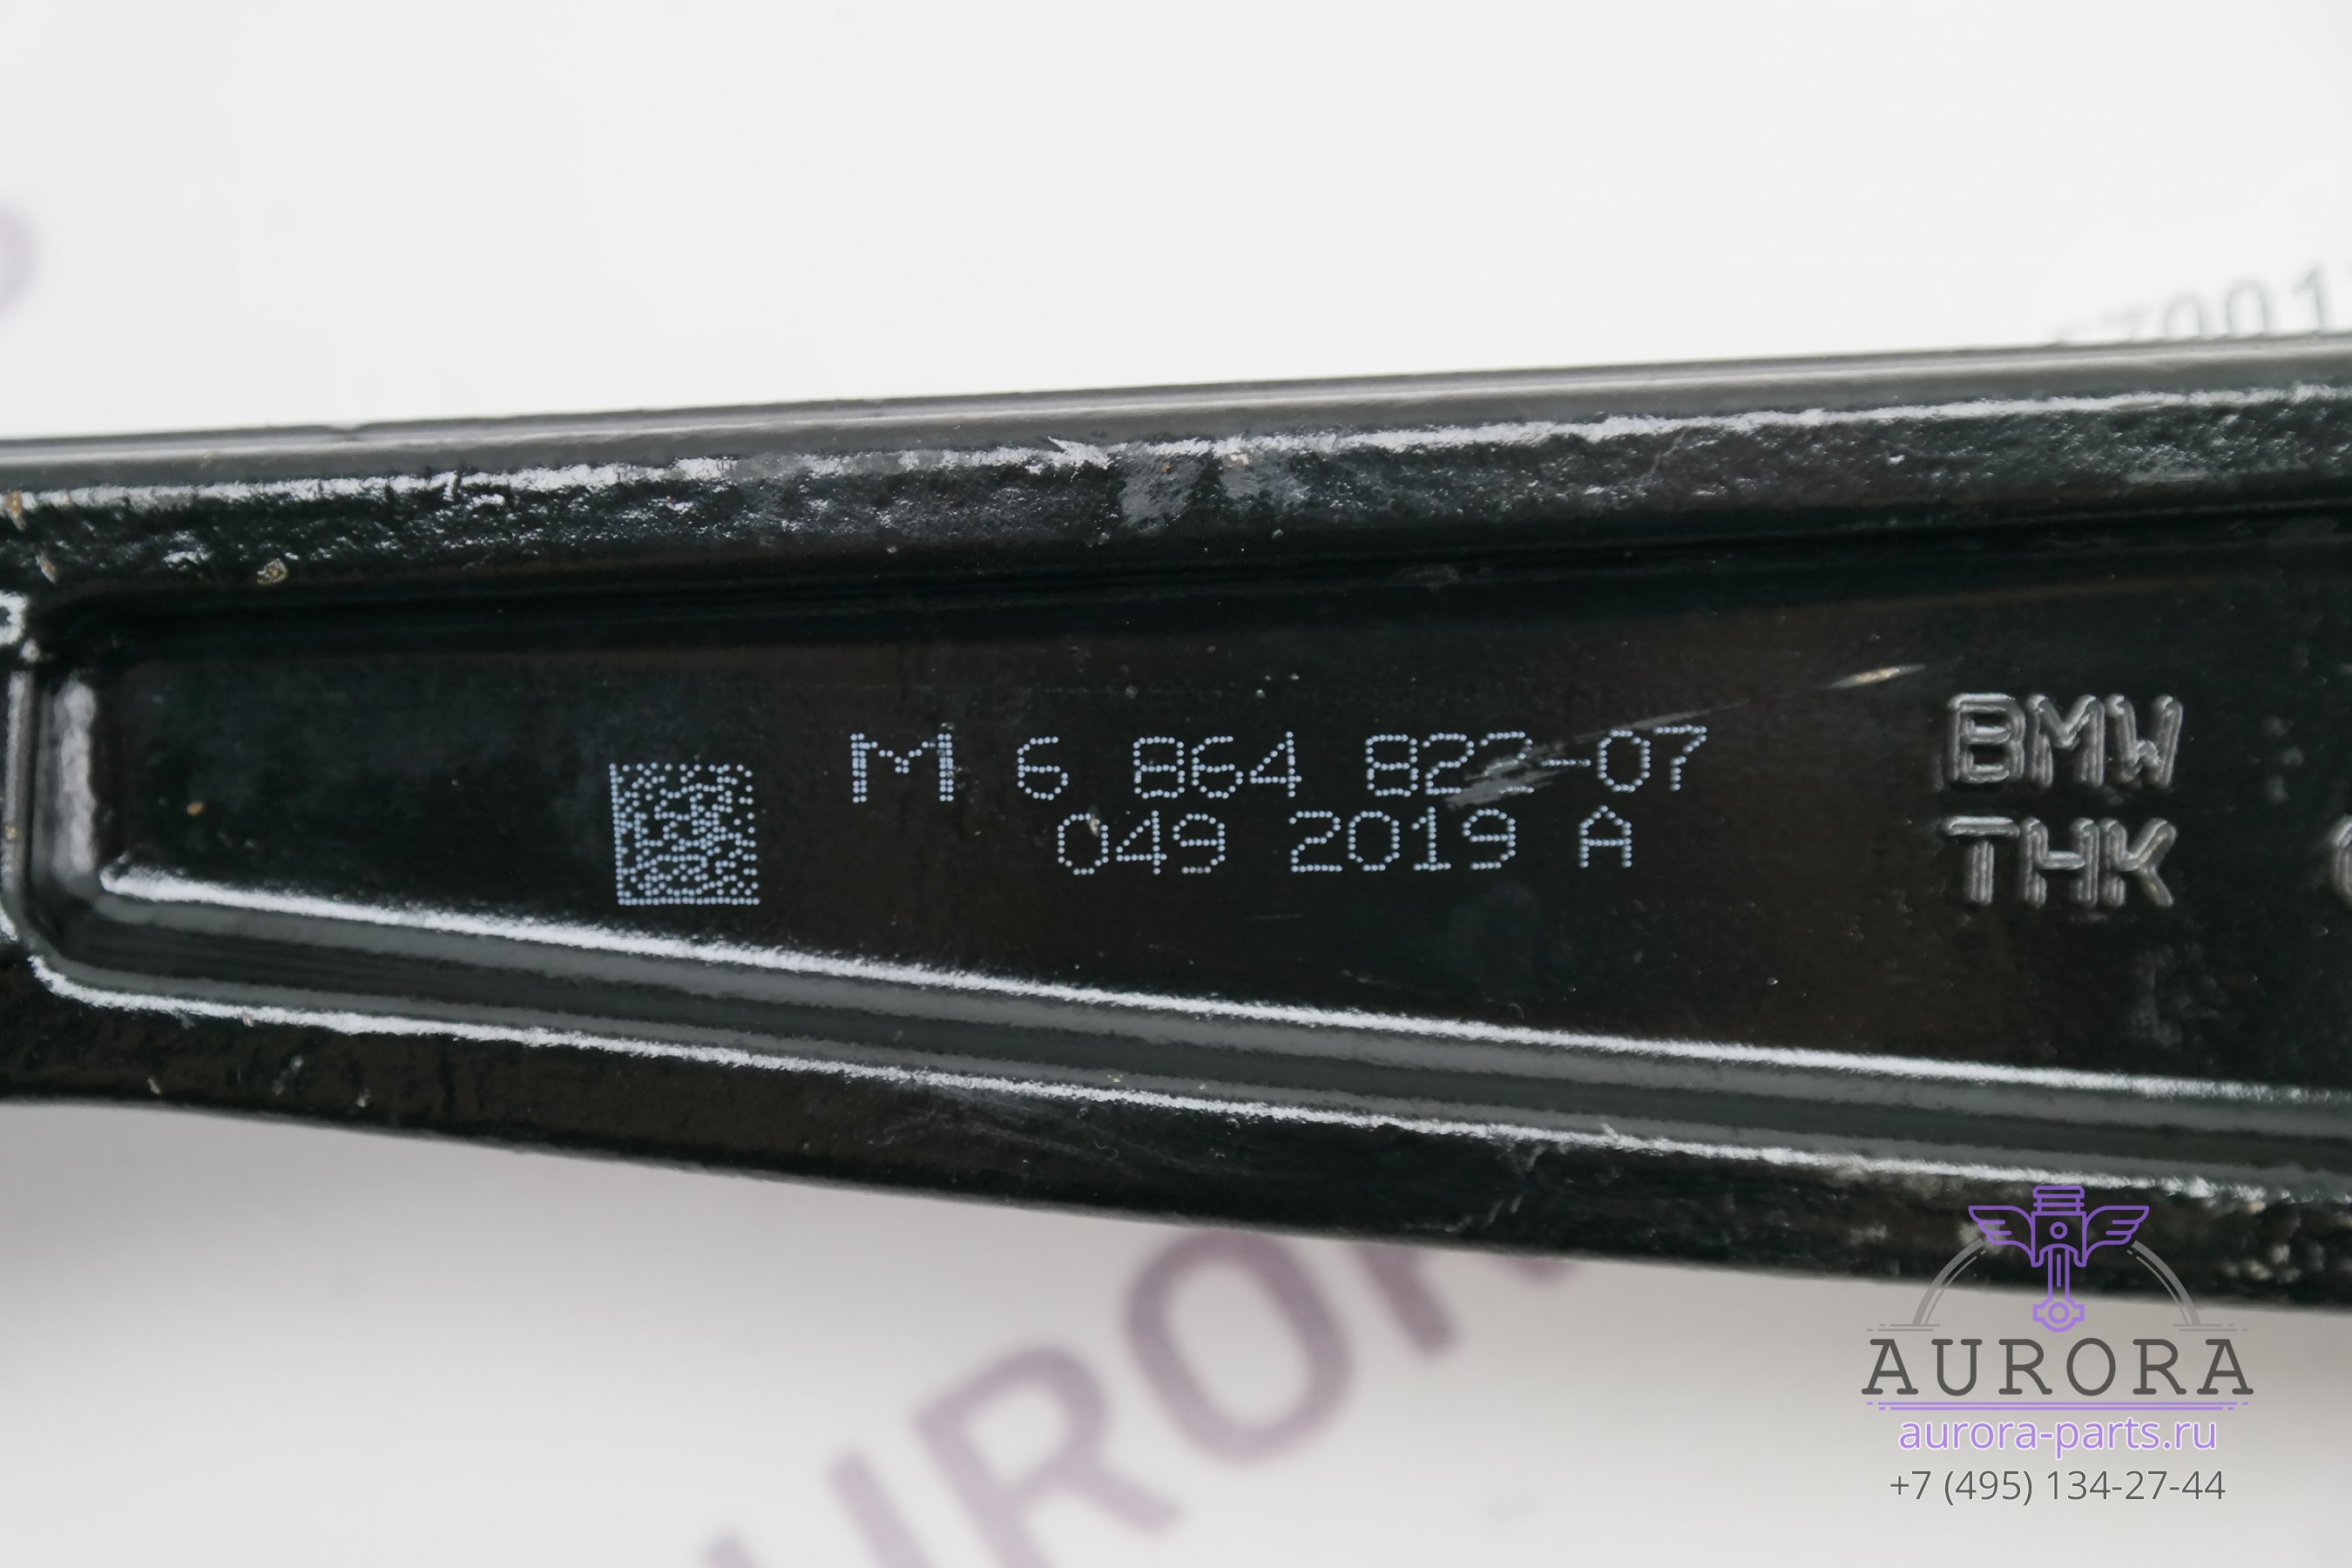 M 6 864 822-07
049 2019 A
BMW
THK
AURORA
aurora-parts.ru
+7 (495) 134-27-44